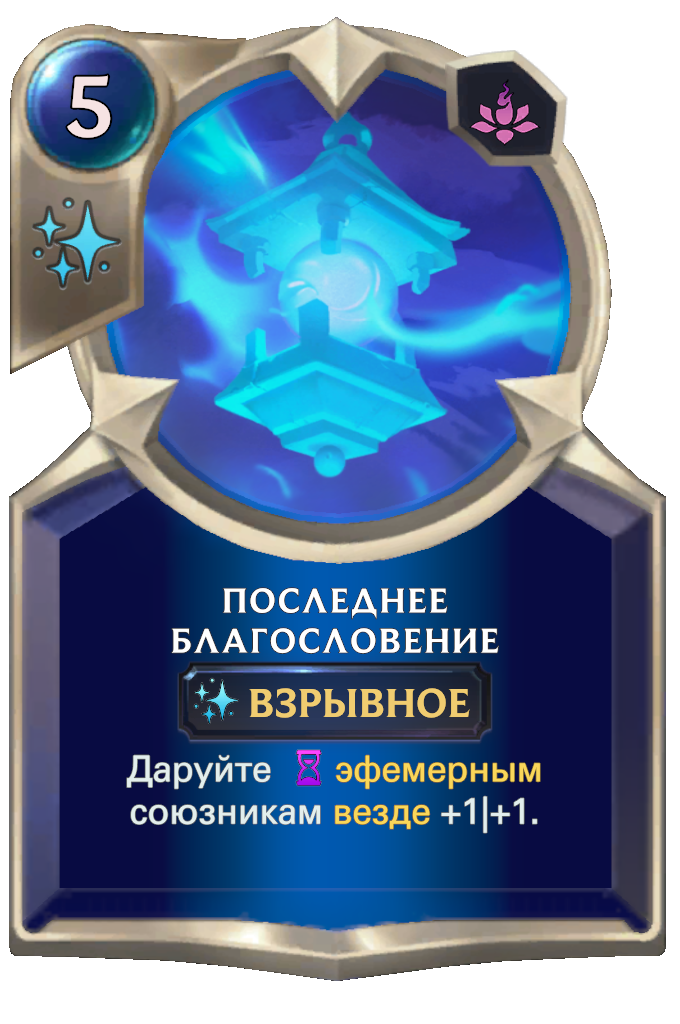 5
ПОСЛЕДНЕЕ
БЛАГОСЛОВЕНИЕ
ВЗРЫВНОЕ
Даруйте эфемерным
союзникам везде +1|+1.